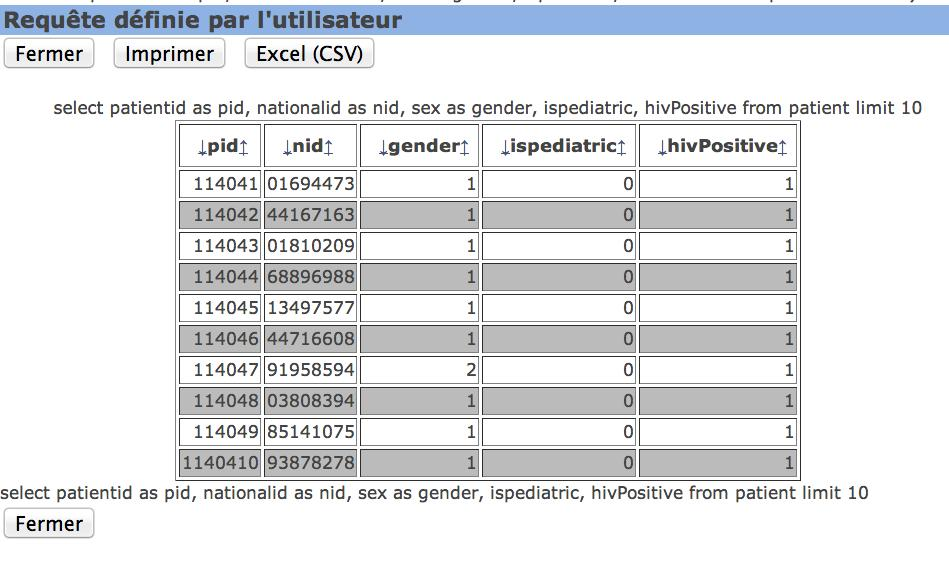 Requête définie par l'utilisateur
Fermer Imprimer Excel (CSV)
select patientid as pid, nationalid as nid, sex as gender, ispediatric, hivPositive from patient limit 10
↓pid↑ ↓nid↑ ↓gender↑ ↓ispediatric↑ ↓hivPositive↑
114041 01694473 1 0 1
114042 44167163 1 0 1
114043 01810209 1 0 1
114044 68896988 1 0 1
114045 13497577 1 0 1
114046 44716608 1 0 1
114047 91958594 2 0 1
114048 03808394 1 0 1
114049 85141075 1 0 1
1140410 93878278 1 0 1
select patientid as pid, nationalid as nid, sex as gender, ispediatric, hivPositive from patient limit 10
Fermer